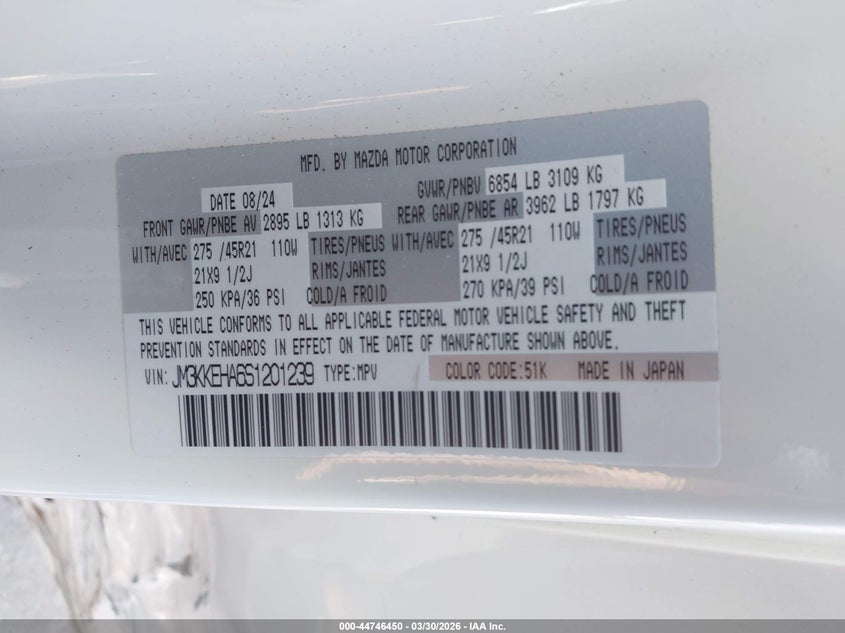 MFD. BY MAZDA MOTOR CORPORATION
DATE 08/24 GVWR/PNBV 6854 LB 3109 KG
FRONT GAWR/PNBE AV 2895 LB 1313 KG REAR GAWR/PNBE AR 3962 LB 1797 KG
WITH/AVEC 275 /45R21 110W TIRES/PNEUS WITH/AVEC 275 /45R21 110W TIRES/PNEUS
21X9 1/2J RIMS/JANTES 21X9 1/2J RIMS/JANTES
250 KPA/36 PSI COLD/A FROID 270 KPA/39 PSI COLD/A FROID
THIS VEHICLE CONFORMS TO ALL APPLICABLE FEDERAL MOTOR VEHICLE SAFETY AND THEFT
PREVENTION STANDARDS IN EFFECT ON THE DATE OF MANUFACTURE SHOWN ABOVE.
VIN: JM3KKEHA6S1201239 TYPE:MPV COLOR CODE:51K MADE IN JAPAN
000-44746450 | 03/30/2026 - IAA Inc.